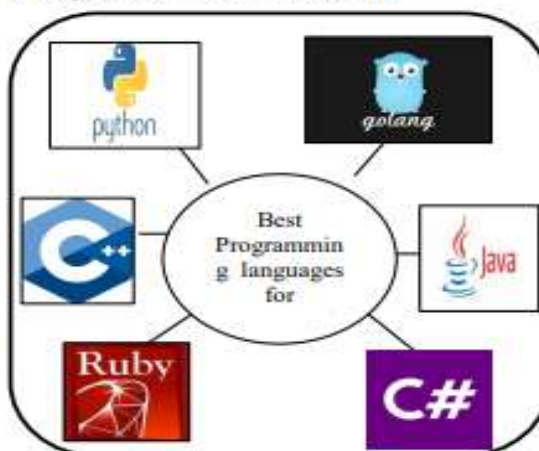 python
golang
C++
Best
Programmin
g languages
for
Java
Ruby
C#